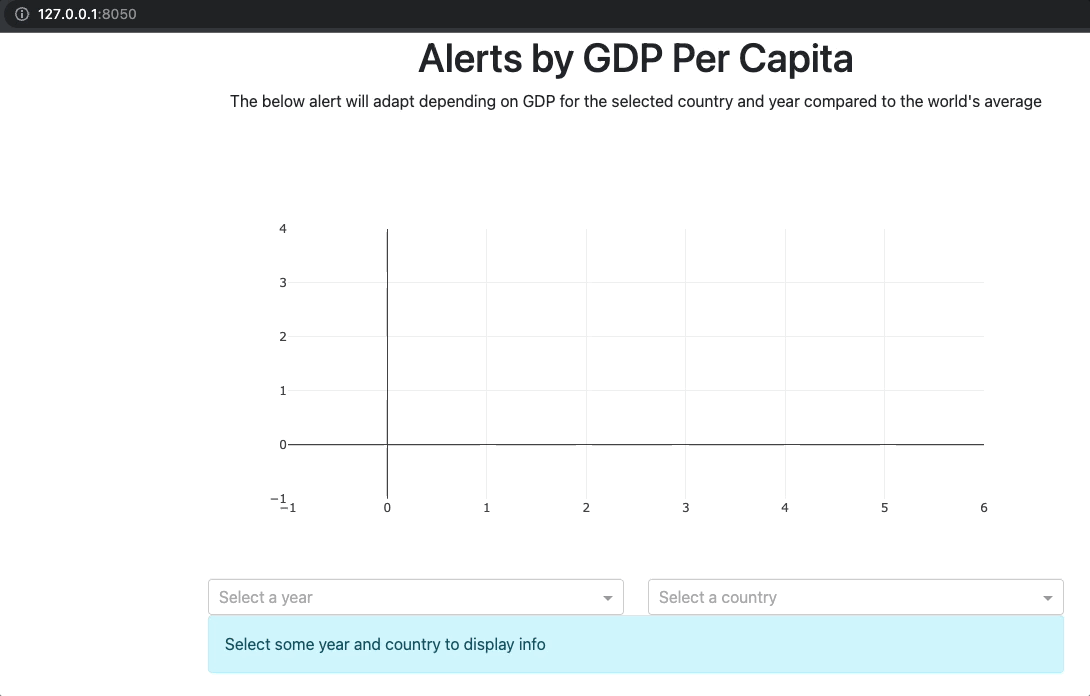 127.0.0.1:8050
Alerts by GDP Per Capita
The below alert will adapt depending on GDP for the selected country and year compared to the world's average
4
3
2
1
0
−1
−1 0 1 2 3 4 5 6
Select a year Select a country
Select some year and country to display info